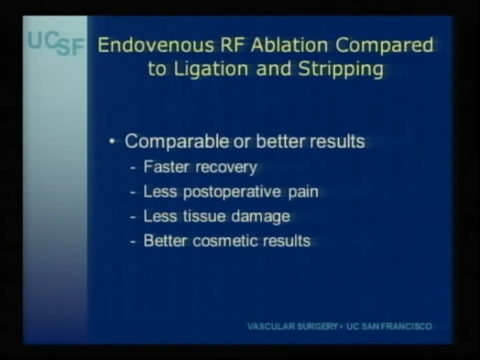 UCSF
Endovenous RF Ablation Compared
to Ligation and Stripping
• Comparable or better results
- Faster recovery
- Less postoperative pain
- Less tissue damage
- Better cosmetic results
VASCULAR SURGERY • UC SAN FRANCISCO